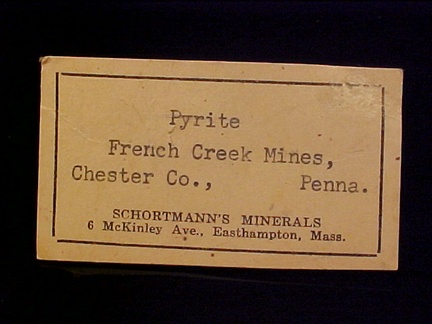 Pyrite
French Creek Mines,
Chester Co., Penna.
SCHORTMANN'S MINERALS
6 McKinley Ave., Easthampton, Mass.